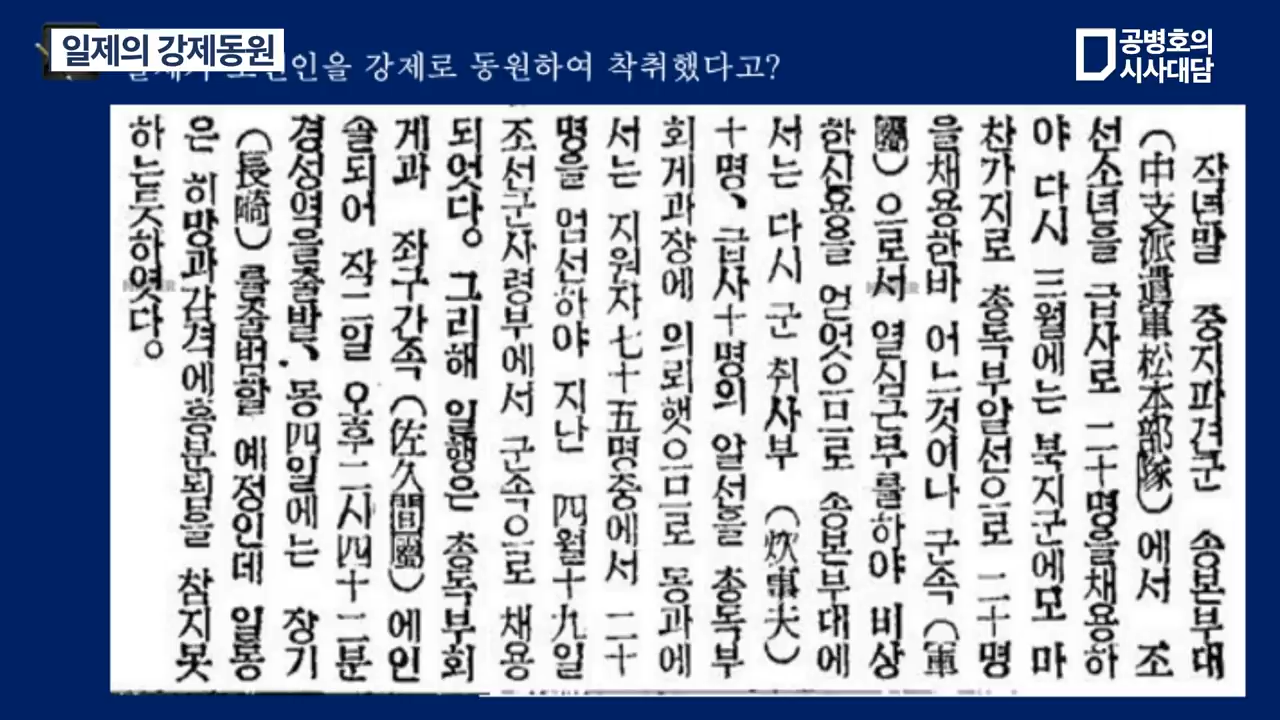 일제의 강제동원
인을 강제로 동원하여 착취했다고?
공병호의
시사대담
작년말 중지파견군 송본부대
(中支派遣軍松本部隊)에서 조
선소년을 급사로 二十명을채용하
야 다시 三월에는 북지군에모 마
찬가지로 총독부알선으로 二十명
을채용한바 어느것여나 군속(軍
屬)으로서 열심근무를하야 비상
한신용을 얻엇으므로 송본부대에
서는 다시 군 취사부 (炊事夫)
十명、급사十명의 알선을 총독부
회게과장에 의뢰햇으므로 동과에
서는 지원자 七十五명중에서 二十
명을 엄선하야 지난 四월十九일
조선군사령부에서 군속으로 채용
되엇다。 그리해 일행은 총독부회
게과 좌구간속(佐久間屬)에인
솔되어 작二일 오후二시四十二분
경성역을출발、동四일에는 장기
(長崎)를출범할 예정인데 일동
은 히망과감격에흥분되믈 참지못
하는듯하엿다。